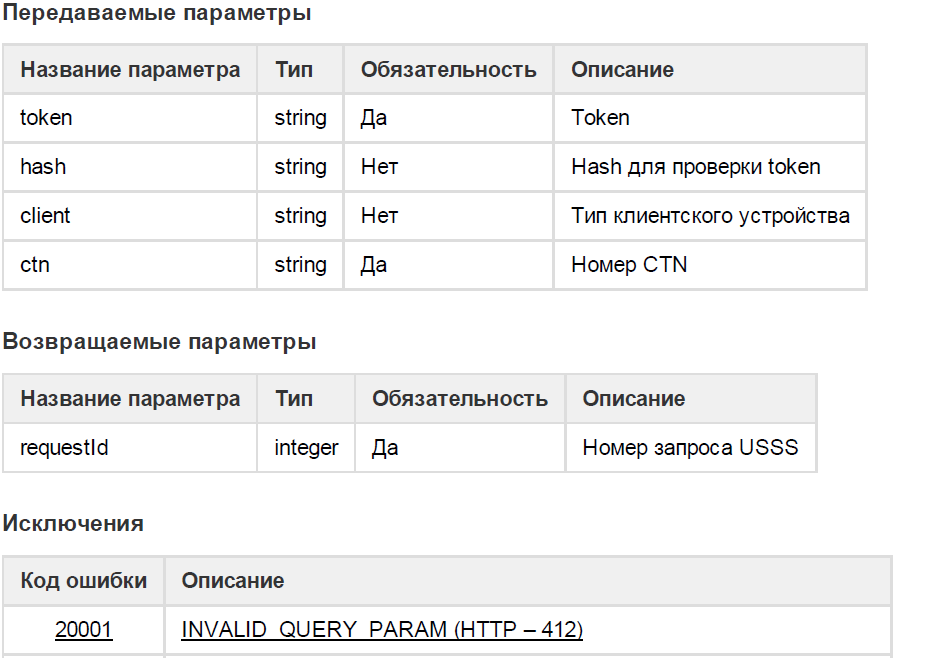 Передаваемые параметры
Название параметра Тип Обязательность Описание
token string Да Token
hash string Нет Hash для проверки token
client string Нет Тип клиентского устройства
ctn string Да Номер CTN
Возвращаемые параметры
Название параметра Тип Обязательность Описание
requestId integer Да Номер запроса USSS
Исключения
Код ошибки Описание
20001 INVALID_QUERY_PARAM (HTTP – 412)